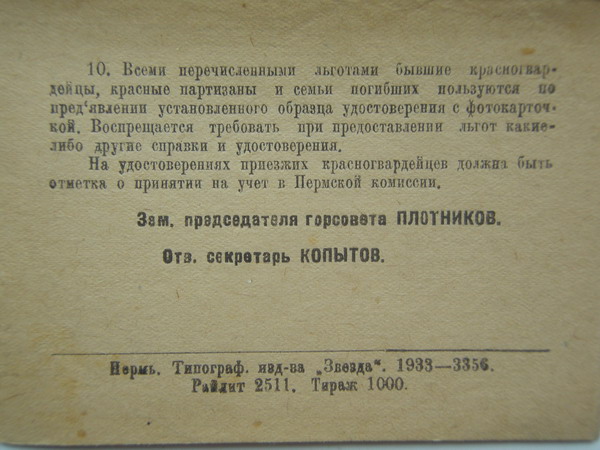 10. Всеми перечисленными льготами бывшие красногвар-
дейцы, красные партизаны и семьи погибших пользуются по
пред‘явлении установленного образца удостоверения с фотокарточ-
кой. Воспрещается требовать при предоставлении льгот какие-
либо другие справки и удостоверения.
На удостоверениях приезжих красногвардейцев должна быть
отметка о принятии на учет в Пермской комиссии.
Зам. председателя горсовета ПЛОТНИКОВ.
Отв. секретарь КОПЫТОВ.
Пермь. Типограф. изд-ва „Звезда“. 1933—3356.
Райлит 2511. Тираж 1000.